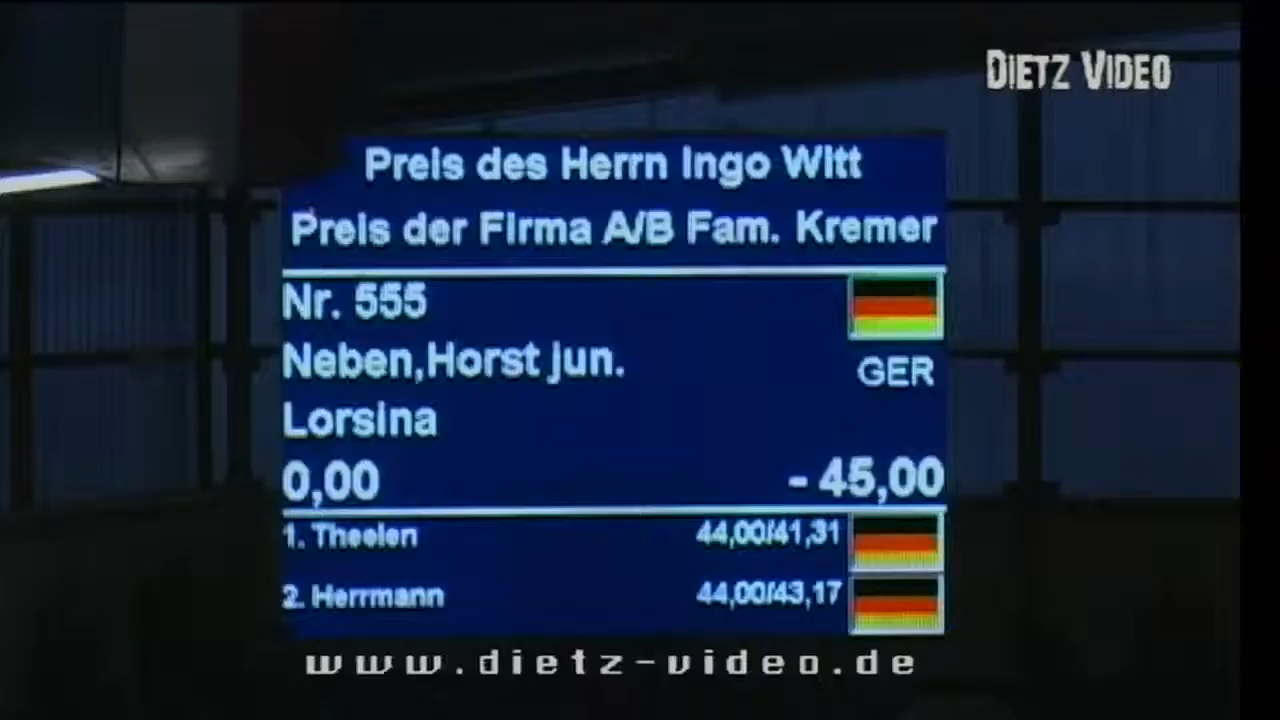 DIETZ VIDEO
Preis des Herrn Ingo Witt
Preis der Firma A/B Fam. Kremer
Nr. 555
Neben,Horst jun.
GER
Lorsina
0,00 - 45,00
1. Theelen 44,00/41,31
2. Herrmann 44,00/43,17
www.dietz-video.de